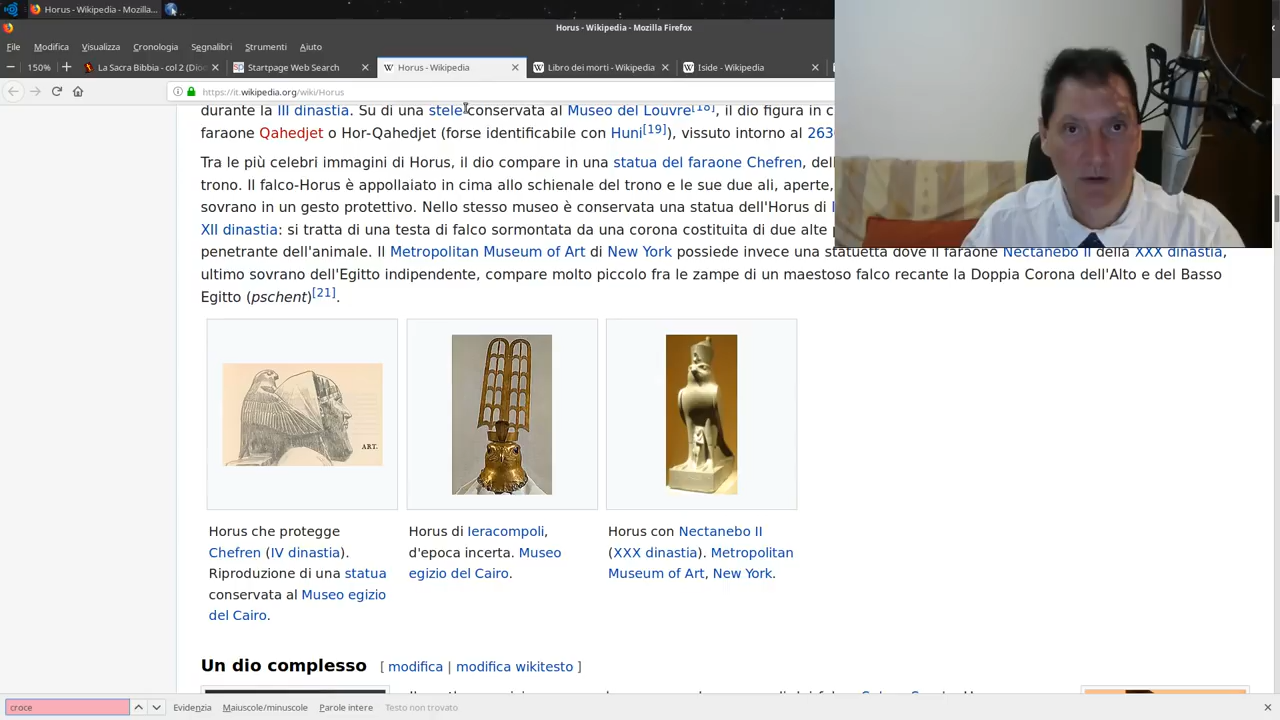 Horus - Wikipedia - Mozilla...
Horus - Wikipedia - Mozilla Firefox
File Modifica Visualizza Cronologia Segnalibri Strumenti Aiuto
150% La Sacra Bibbia - col 2 (Dio Startpage Web Search Horus - Wikipedia Libro dei morti - Wikipedia Iside - Wikipedia
https://it.wikipedia.org/wiki/Horus
durante la III dinastia. Su di una stele conservata al Museo del Louvre[18], il dio figura in
faraone Qahedjet o Hor-Qahedjet (forse identificabile con Huni[19]), vissuto intorno al 263
Tra le più celebri immagini di Horus, il dio compare in una statua del faraone Chefren,
trono. Il falco-Horus è appollaiato in cima allo schienale del trono e le sue due ali, aperte,
sovrano in un gesto protettivo. Nello stesso museo è conservata una statua dell'Horus di
XII dinastia: si tratta di una testa di falco sormontata da una corona costituita di due alte
penetrante dell'animale. Il Metropolitan Museum of Art di New York possiede invece una statuetta dove il faraone Nectanebo II della XXX dinastia,
ultimo sovrano dell'Egitto indipendente, compare molto piccolo fra le zampe di un maestoso falco recante la Doppia Corona dell'Alto e del Basso
Egitto (pschent)[21].
ART.
Horus che protegge
Chefren (IV dinastia).
Riproduzione di una statua
conservata al Museo egizio
del Cairo.
Horus di Ieracompoli,
d'epoca incerta. Museo
egizio del Cairo.
Horus con Nectanebo II
(XXX dinastia). Metropolitan
Museum of Art, New York.
Un dio complesso [ modifica | modifica wikitesto ]
croce Evidenzia Maiuscole/minuscole Parole intere Testo non trovato